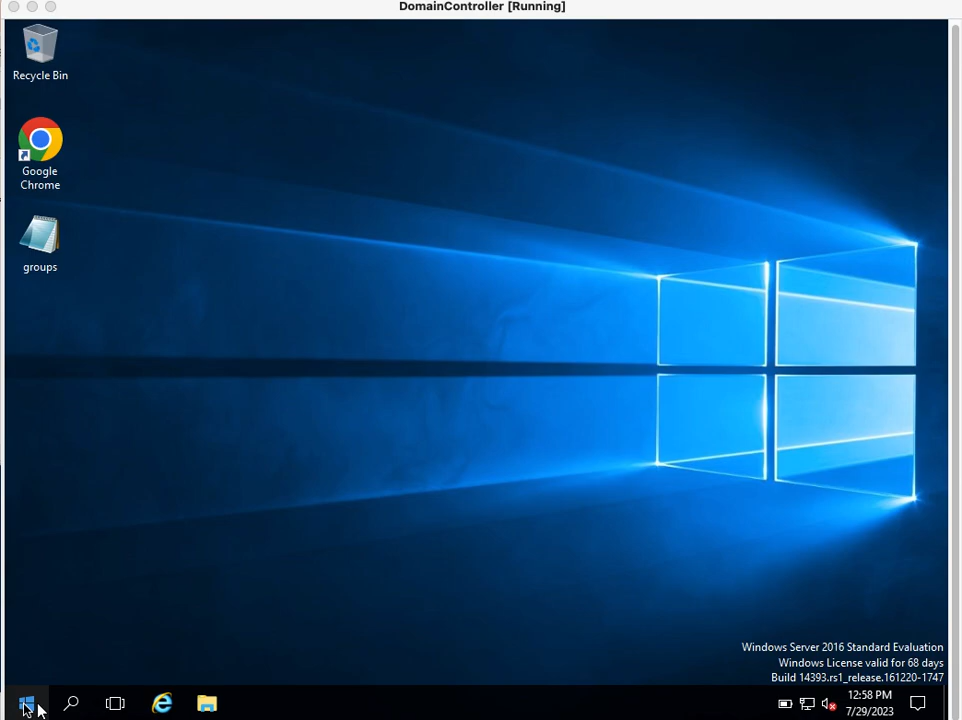 DomainController [Running]
Recycle Bin
Google
Chrome
groups
Windows Server 2016 Standard Evaluation
Windows License valid for 68 days
Build 14393.rs1_release.161220-1747
12:58 PM
7/29/2023